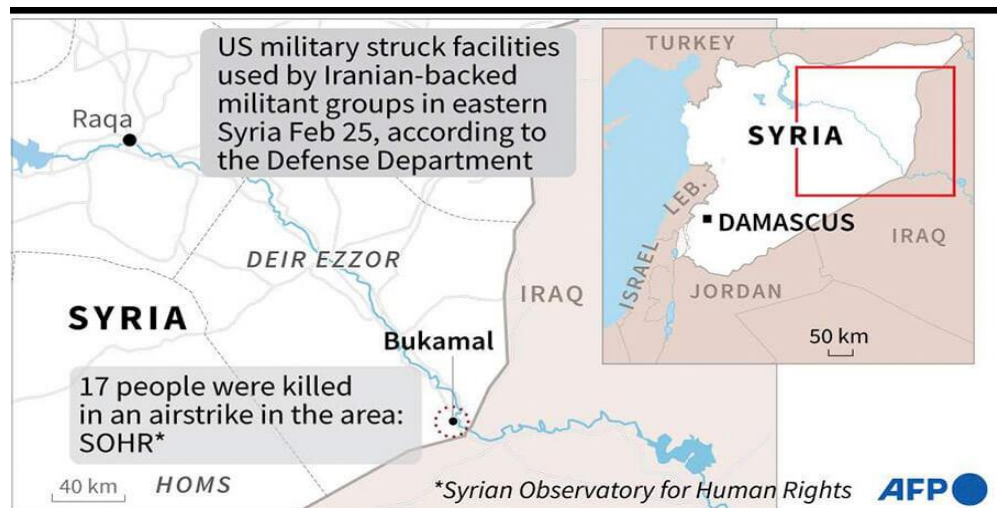 US military struck facilities
used by Iranian-backed
militant groups in eastern
Syria Feb 25, according to
the Defense Department
Raqa
DEIR EZZOR
SYRIA
IRAQ
Bukamal
17 people were killed
in an airstrike in the area:
SOHR*
40 km
HOMS
TURKEY
SYRIA
LEB.
DAMASCUS
ISRAEL
IRAQ
JORDAN
50 km
*Syrian Observatory for Human Rights
AFP